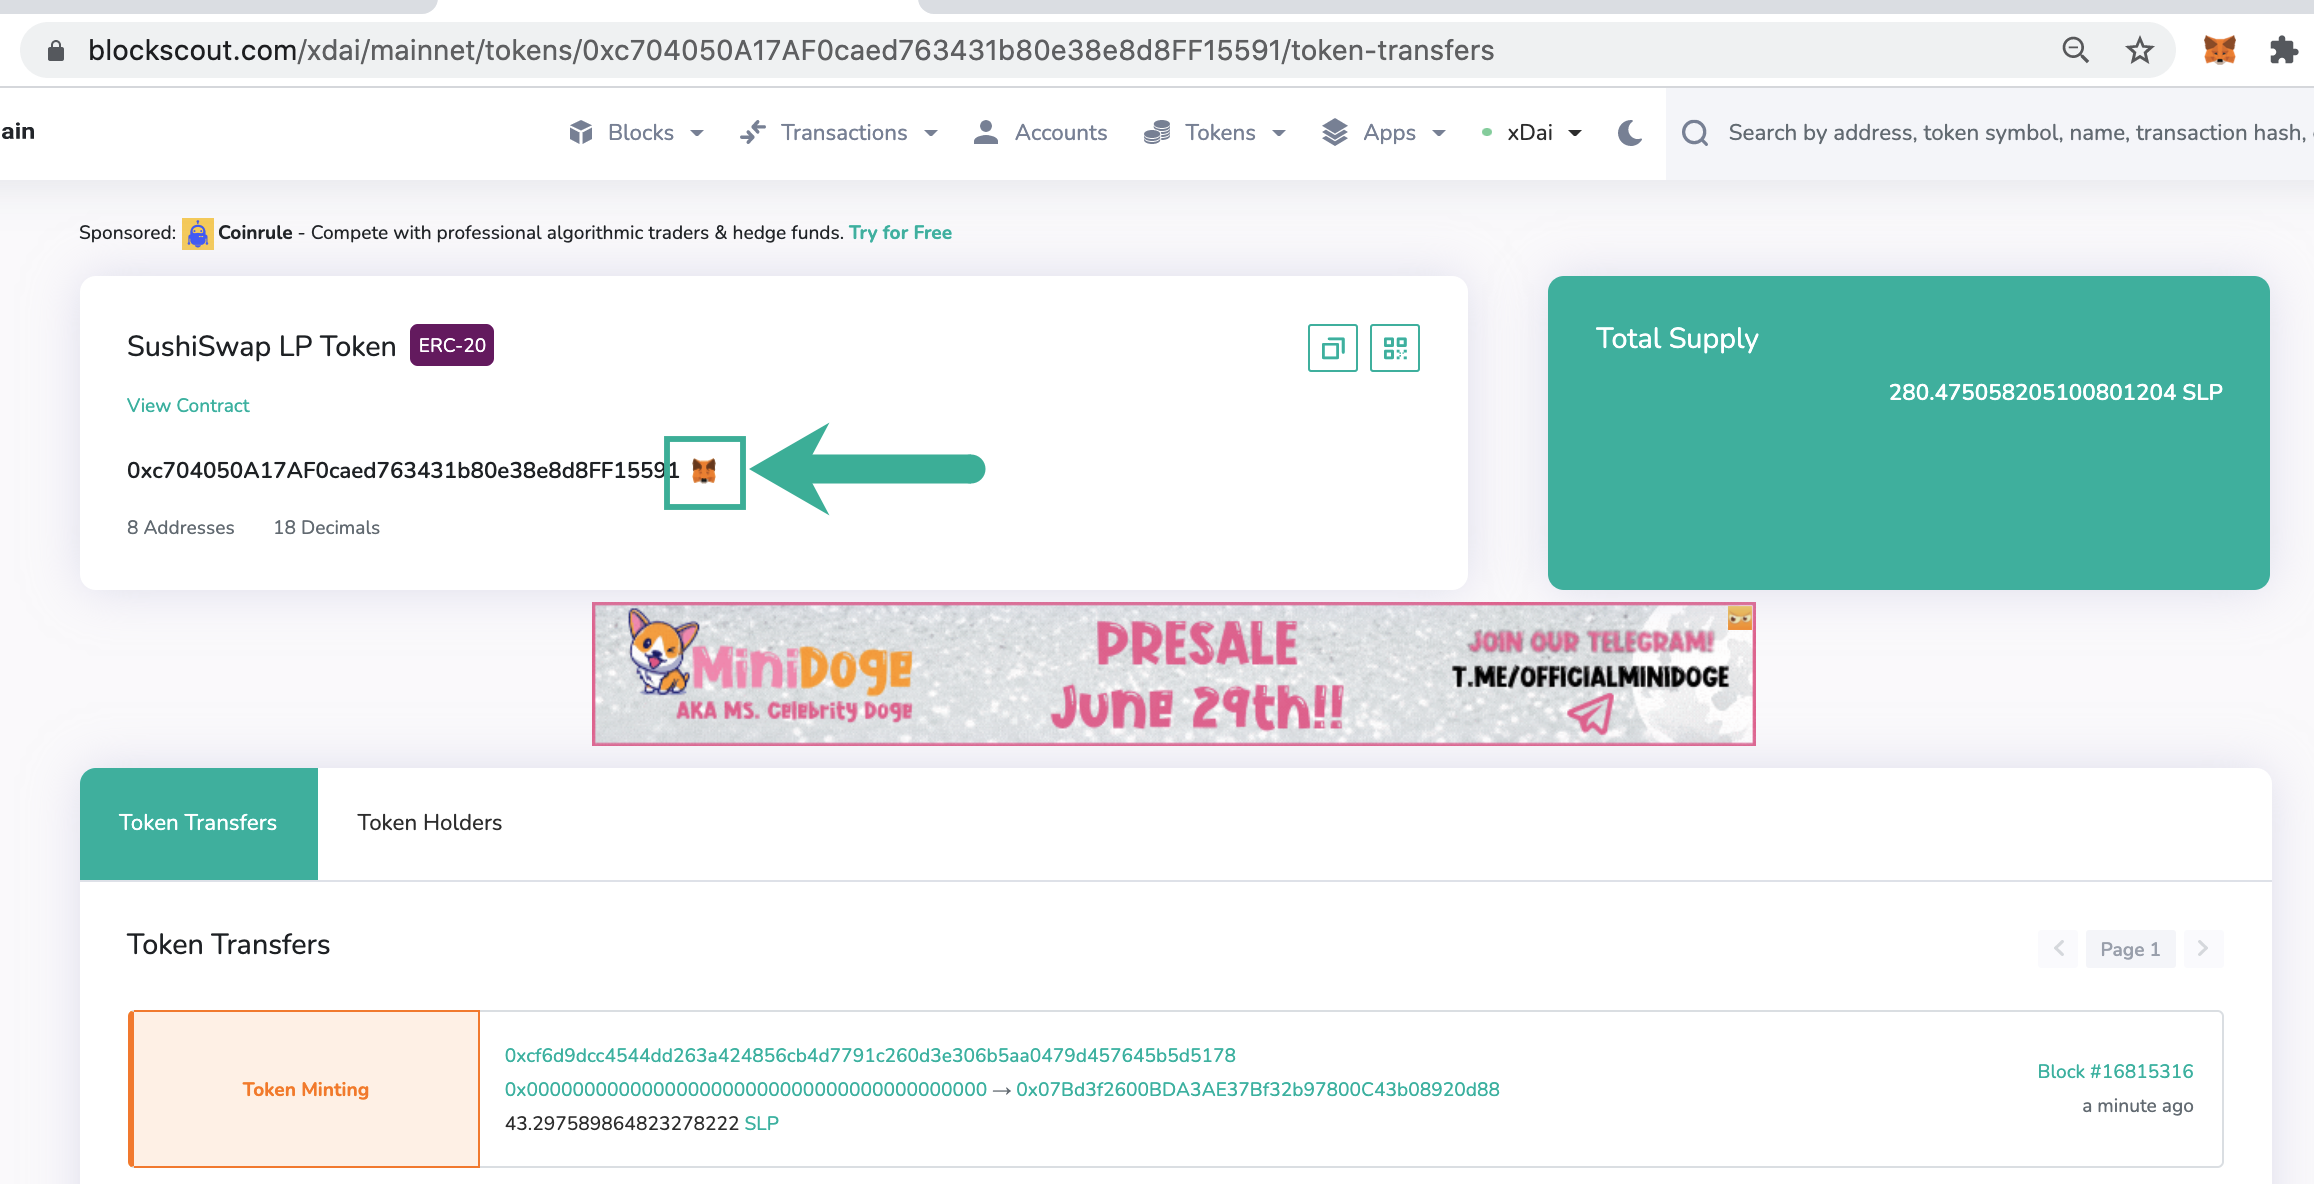 blockscout.com/xdai/mainnet/tokens/0xc704050A17AF0caed763431b80e38e8d8FF15591/token-transfers
ain
Blocks
Transactions
Accounts
Tokens
Apps
xDai
Search by address, token symbol, name, transaction hash,
Sponsored: Coinrule - Compete with professional algorithmic traders & hedge funds. Try for Free
SushiSwap LP Token ERC-20
View Contract
0xc704050A17AF0caed763431b80e38e8d8FF15591
8 Addresses 18 Decimals
Total Supply
280.475058205100801204 SLP
MiniDoge
AKA Ms. Celebrity Doge
PRESALE
June 29th!!
JOIN OUR TELEGRAM!
T.ME/OFFICIALMINIDOGE
Token Transfers
Token Holders
Token Transfers
Page 1
Token Minting
0xcf6d9dcc4544dd263a424856cb4d7791c260d3e306b5aa0479d457645b5d5178
0x0000000000000000000000000000000000000000 → 0x07Bd3f2600BDA3AE37Bf32b97800C43b08920d88
43.297589864823278222 SLP
Block #16815316
a minute ago